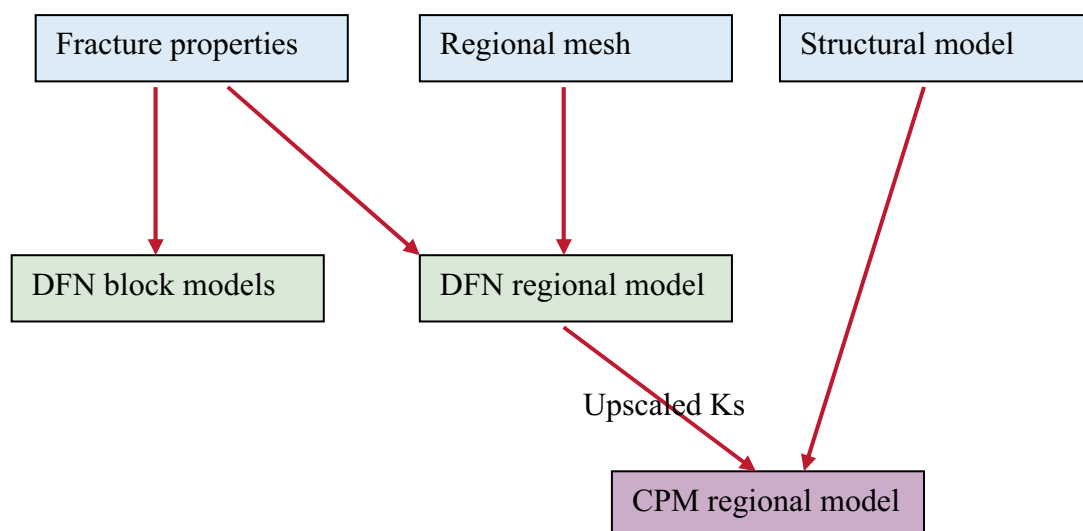 Fracture properties
Regional mesh
Structural model
DFN block models
DFN regional model
Upscaled Ks
CPM regional model